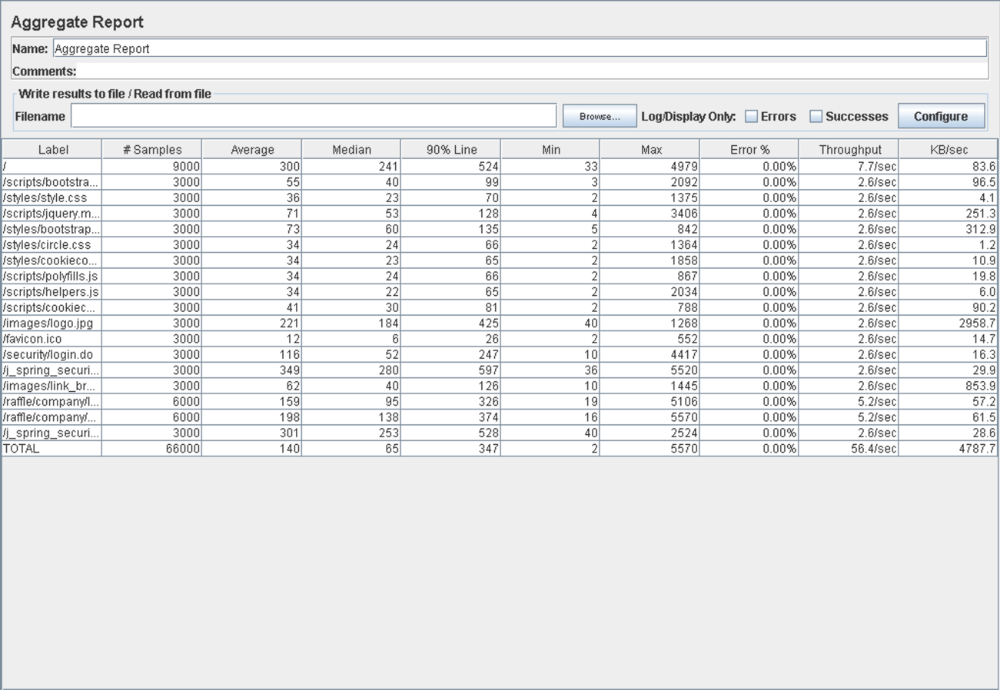 Aggregate Report
Name: Aggregate Report
Comments:
Write results to file / Read from file
Filename Browse... Log/Display Only: Errors Successes Configure
Label # Samples Average Median 90% Line Min Max Error % Throughput KB/sec
/ 9000 300 241 524 33 4979 0.00% 7.7/sec 83.6
/scripts/bootstra... 3000 55 40 99 3 2092 0.00% 2.6/sec 96.5
/styles/style.css 3000 36 23 70 2 1375 0.00% 2.6/sec 4.1
/scripts/jquery.m... 3000 71 53 128 4 3406 0.00% 2.6/sec 251.3
/styles/bootstrap... 3000 73 60 135 5 842 0.00% 2.6/sec 312.9
/styles/circle.css 3000 34 24 66 2 1364 0.00% 2.6/sec 1.2
/styles/cookieco... 3000 34 23 65 2 1858 0.00% 2.6/sec 10.9
/scripts/polyfills.js 3000 34 24 66 2 867 0.00% 2.6/sec 19.8
/scripts/helpers.js 3000 34 22 65 2 2034 0.00% 2.6/sec 6.0
/scripts/cookiec... 3000 41 30 81 2 788 0.00% 2.6/sec 90.2
/images/logo.jpg 3000 221 184 425 40 1268 0.00% 2.6/sec 2958.7
/favicon.ico 3000 12 6 26 2 552 0.00% 2.6/sec 14.7
/security/login.do 3000 116 52 247 10 4417 0.00% 2.6/sec 16.3
/j_spring_securi... 3000 349 280 597 36 5520 0.00% 2.6/sec 29.9
/images/link_br... 3000 62 40 126 10 1445 0.00% 2.6/sec 853.9
/raffle/company/l... 6000 159 95 326 19 5106 0.00% 5.2/sec 57.2
/raffle/company/... 6000 198 138 374 16 5570 0.00% 5.2/sec 61.5
/j_spring_securi... 3000 301 253 528 40 2524 0.00% 2.6/sec 28.6
TOTAL 66000 140 65 347 2 5570 0.00% 56.4/sec 4787.7